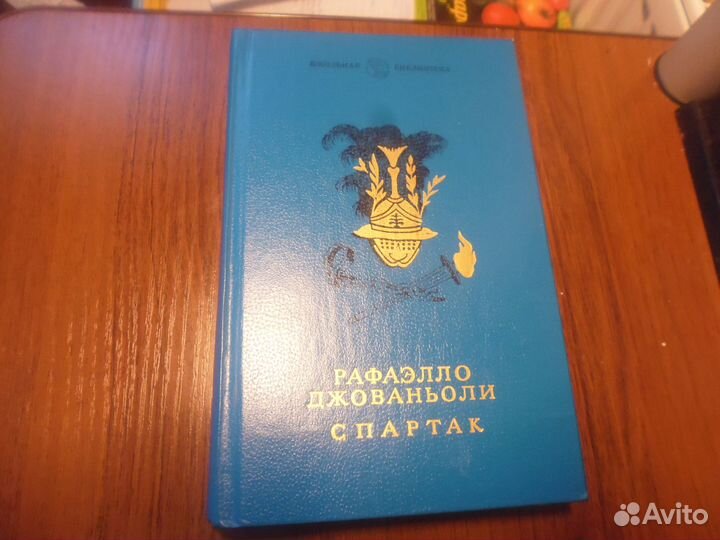 ШКОЛЬНАЯ БИБЛИОТЕКА
РАФАЭЛЛО
ДЖОВАНЬОЛИ
СПАРТАК
Avito